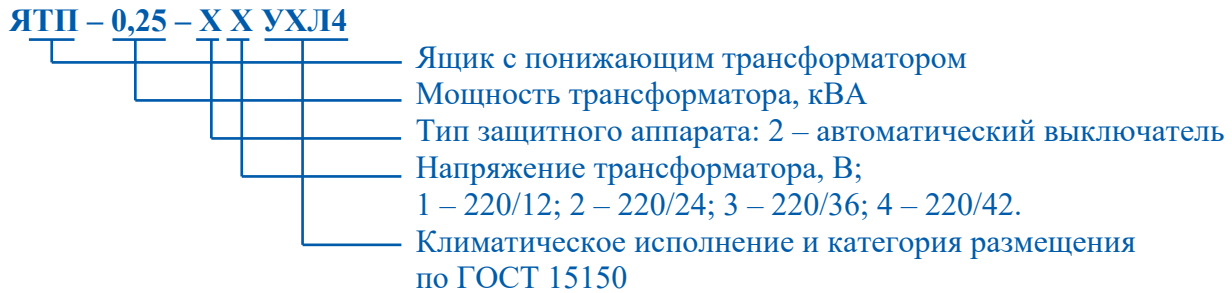 ЯТП – 0,25 – Х Х УХЛ4
Ящик с понижающим трансформатором
Мощность трансформатора, кВА
Тип защитного аппарата: 2 – автоматический выключатель
Напряжение трансформатора, В;
1 – 220/12; 2 – 220/24; 3 – 220/36; 4 – 220/42.
Климатическое исполнение и категория размещения
по ГОСТ 15150